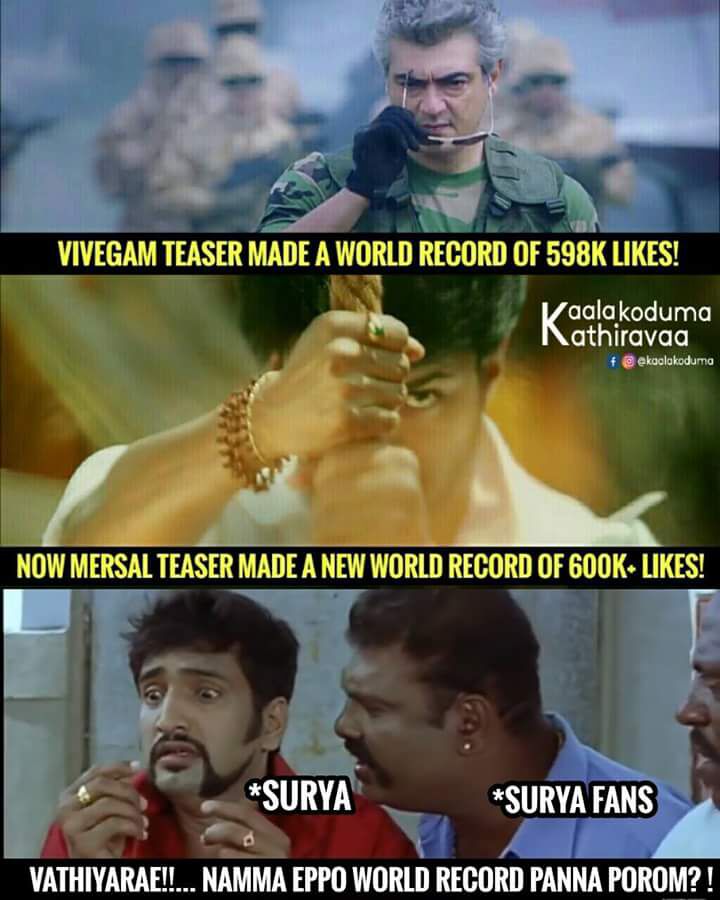 VIVEGAM TEASER MADE A WORLD RECORD OF 598K LIKES!
Kaalakoduma
Kathiravaa
@kaalakoduma
NOW MERSAL TEASER MADE A NEW WORLD RECORD OF 600K+ LIKES!
*SURYA
*SURYA FANS
VATHIYARAE!!... NAMMA EPPO WORLD RECORD PANNA POROM?!